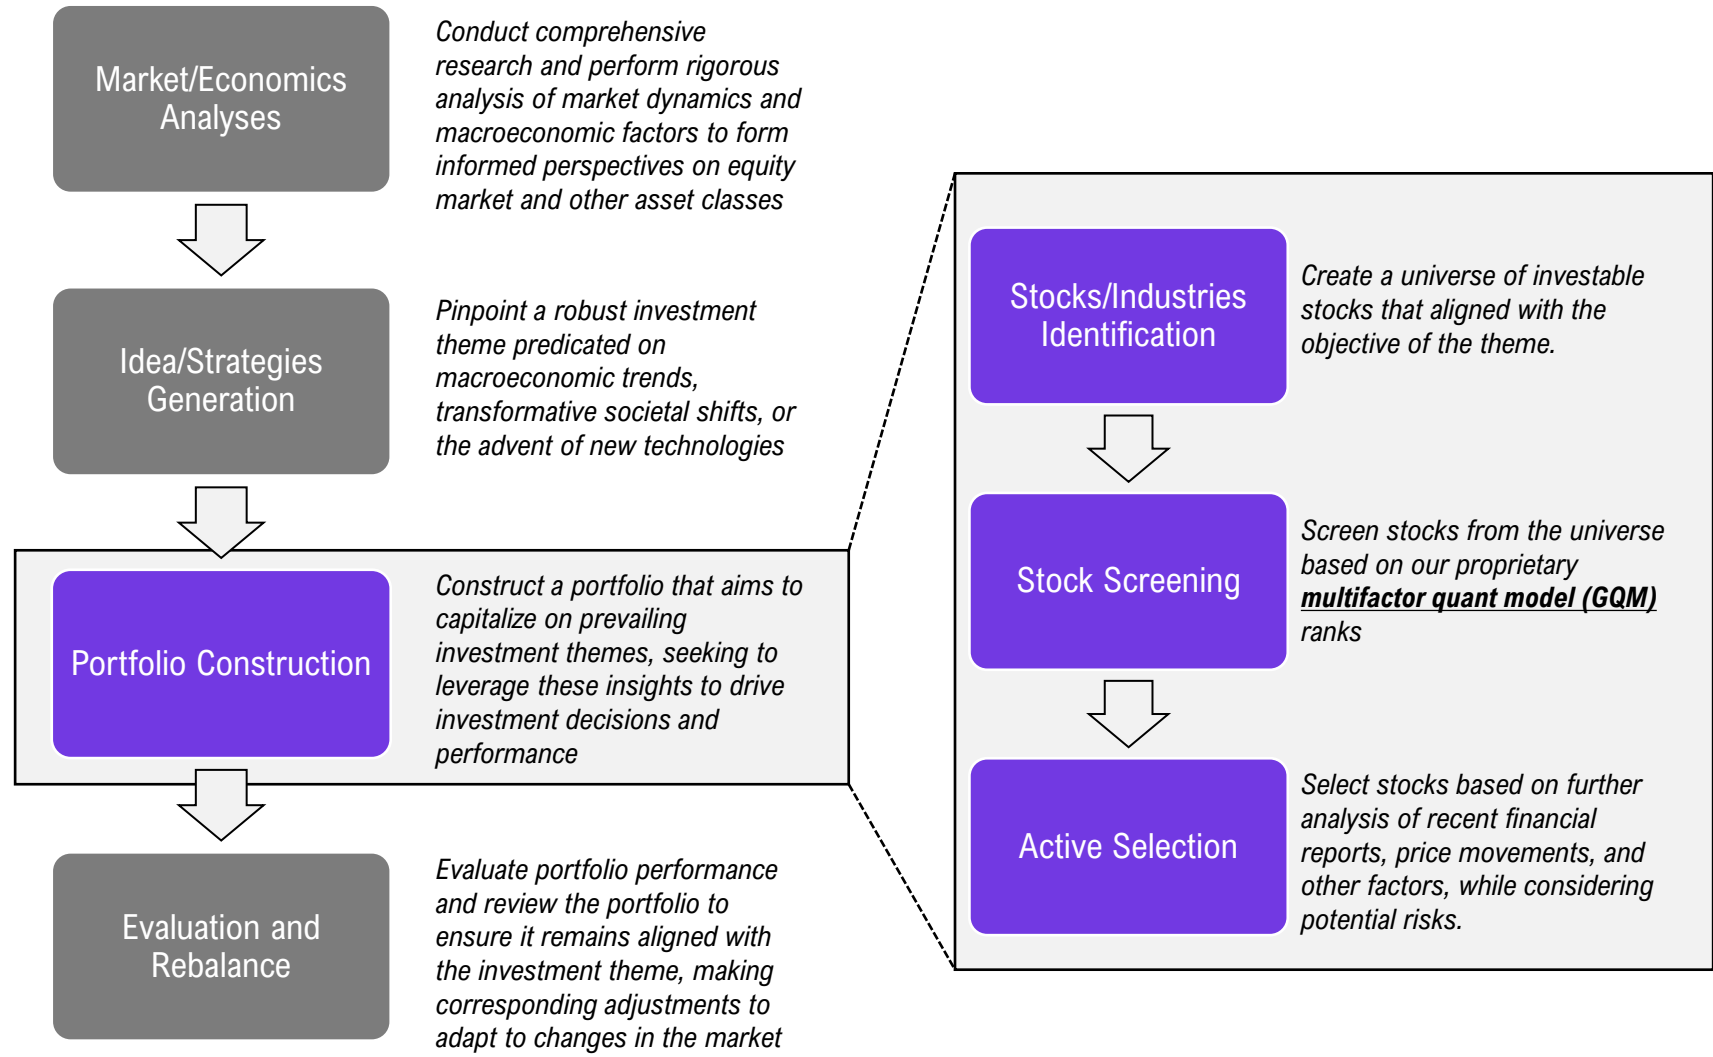 Market/Economics
Analyses
Conduct comprehensive
research and perform rigorous
analysis of market dynamics and
macroeconomic factors to form
informed perspectives on equity
market and other asset classes
Idea/Strategies
Generation
Pinpoint a robust investment
theme predicated on
macroeconomic trends,
transformative societal shifts, or
the advent of new technologies
Portfolio Construction
Construct a portfolio that aims to
capitalize on prevailing
investment themes, seeking to
leverage these insights to drive
investment decisions and
performance
Evaluation and
Rebalance
Evaluate portfolio performance
and review the portfolio to
ensure it remains aligned with
the investment theme, making
corresponding adjustments to
adapt to changes in the market
Stocks/Industries
Identification
Create a universe of investable
stocks that aligned with the
objective of the theme.
Stock Screening
Screen stocks from the universe
based on our proprietary
multifactor quant model (GQM)
ranks
Active Selection
Select stocks based on further
analysis of recent financial
reports, price movements, and
other factors, while considering
potential risks.